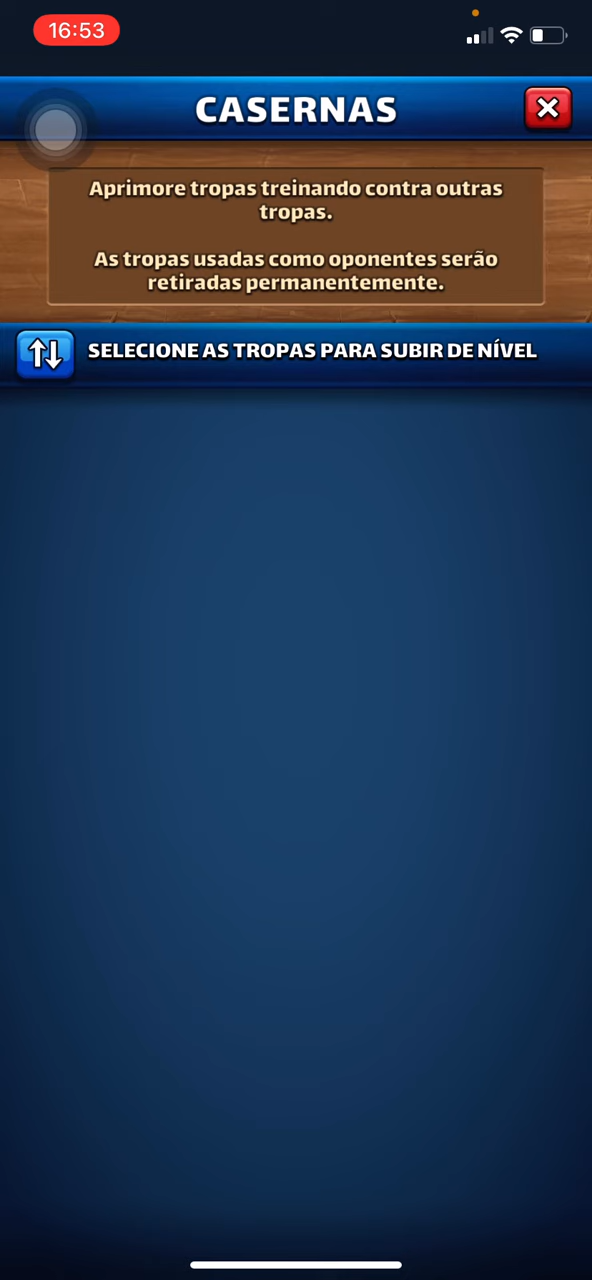 16:53
CASERNAS
Aprimore tropas treinando contra outras
tropas.
As tropas usadas como oponentes serão
retiradas permanentemente.
SELECIONE AS TROPAS PARA SUBIR DE NÍVEL